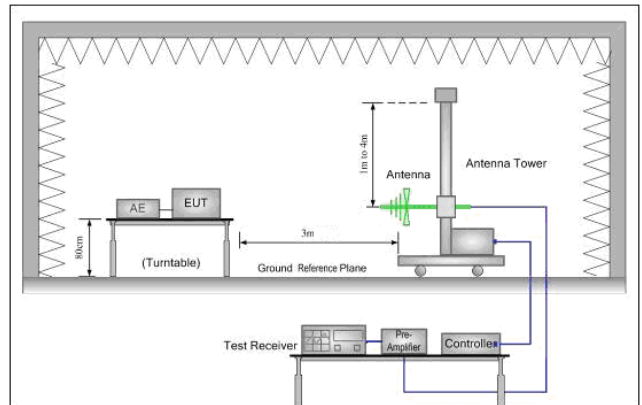 1m to 4m
Antenna
Antenna Tower
AE
EUT
80cm
(Turntable)
3m
Ground Reference Plane
Test Receiver
Pre-
Amplifier
Controller